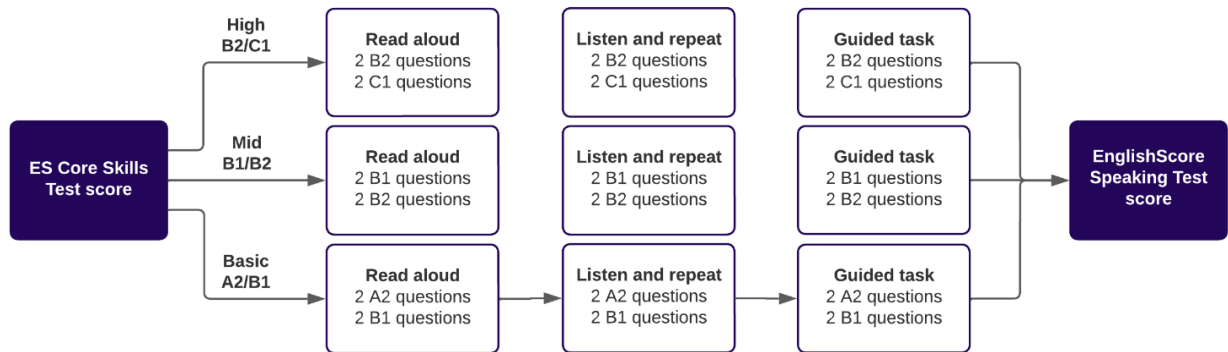 ES Core Skills
Test score
High
B2/C1
Read aloud
2 B2 questions
2 C1 questions
Listen and repeat
2 B2 questions
2 C1 questions
Guided task
2 B2 questions
2 C1 questions
Mid
B1/B2
Read aloud
2 B1 questions
2 B2 questions
Listen and repeat
2 B1 questions
2 B2 questions
Guided task
2 B1 questions
2 B2 questions
Basic
A2/B1
Read aloud
2 A2 questions
2 B1 questions
Listen and repeat
2 A2 questions
2 B1 questions
Guided task
2 A2 questions
2 B1 questions
EnglishScore
Speaking Test
score